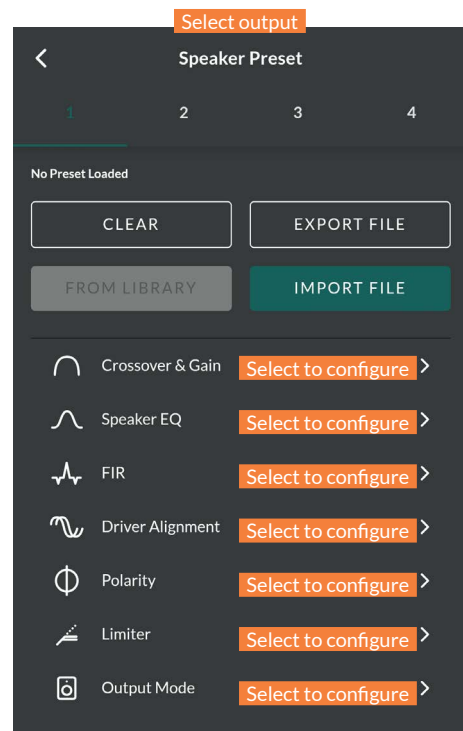 Select output
Speaker Preset
1 2 3 4
No Preset Loaded
CLEAR EXPORT FILE
FROM LIBRARY IMPORT FILE
Crossover & Gain Select to configure
Speaker EQ Select to configure
FIR Select to configure
Driver Alignment Select to configure
Polarity Select to configure
Limiter Select to configure
Output Mode Select to configure